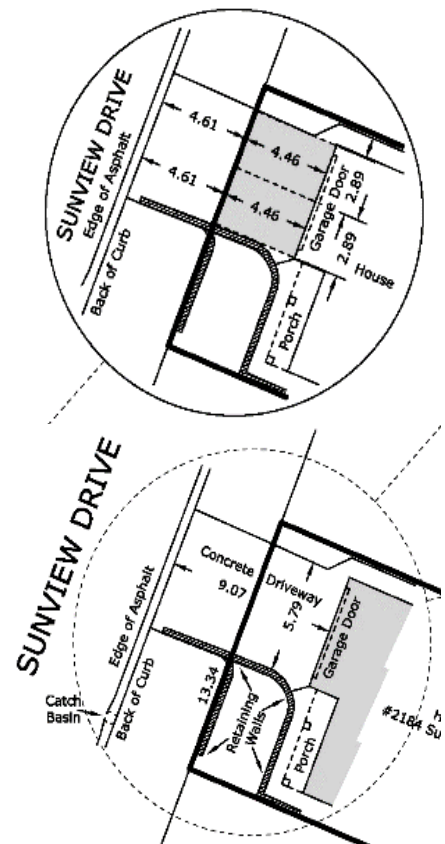 SUNVIEW DRIVE
Edge of Asphalt
Back of Curb
4.61
4.46
4.61
4.46
Garage Door
2.89
2.89
House
Porch
SUNVIEW DRIVE
Edge of Asphalt
Back of Curb
Catch
Basin
Concrete Driveway
9.07
5.79
Garage Door
13.34
Retaining
Walls
Porch
#2184 Su